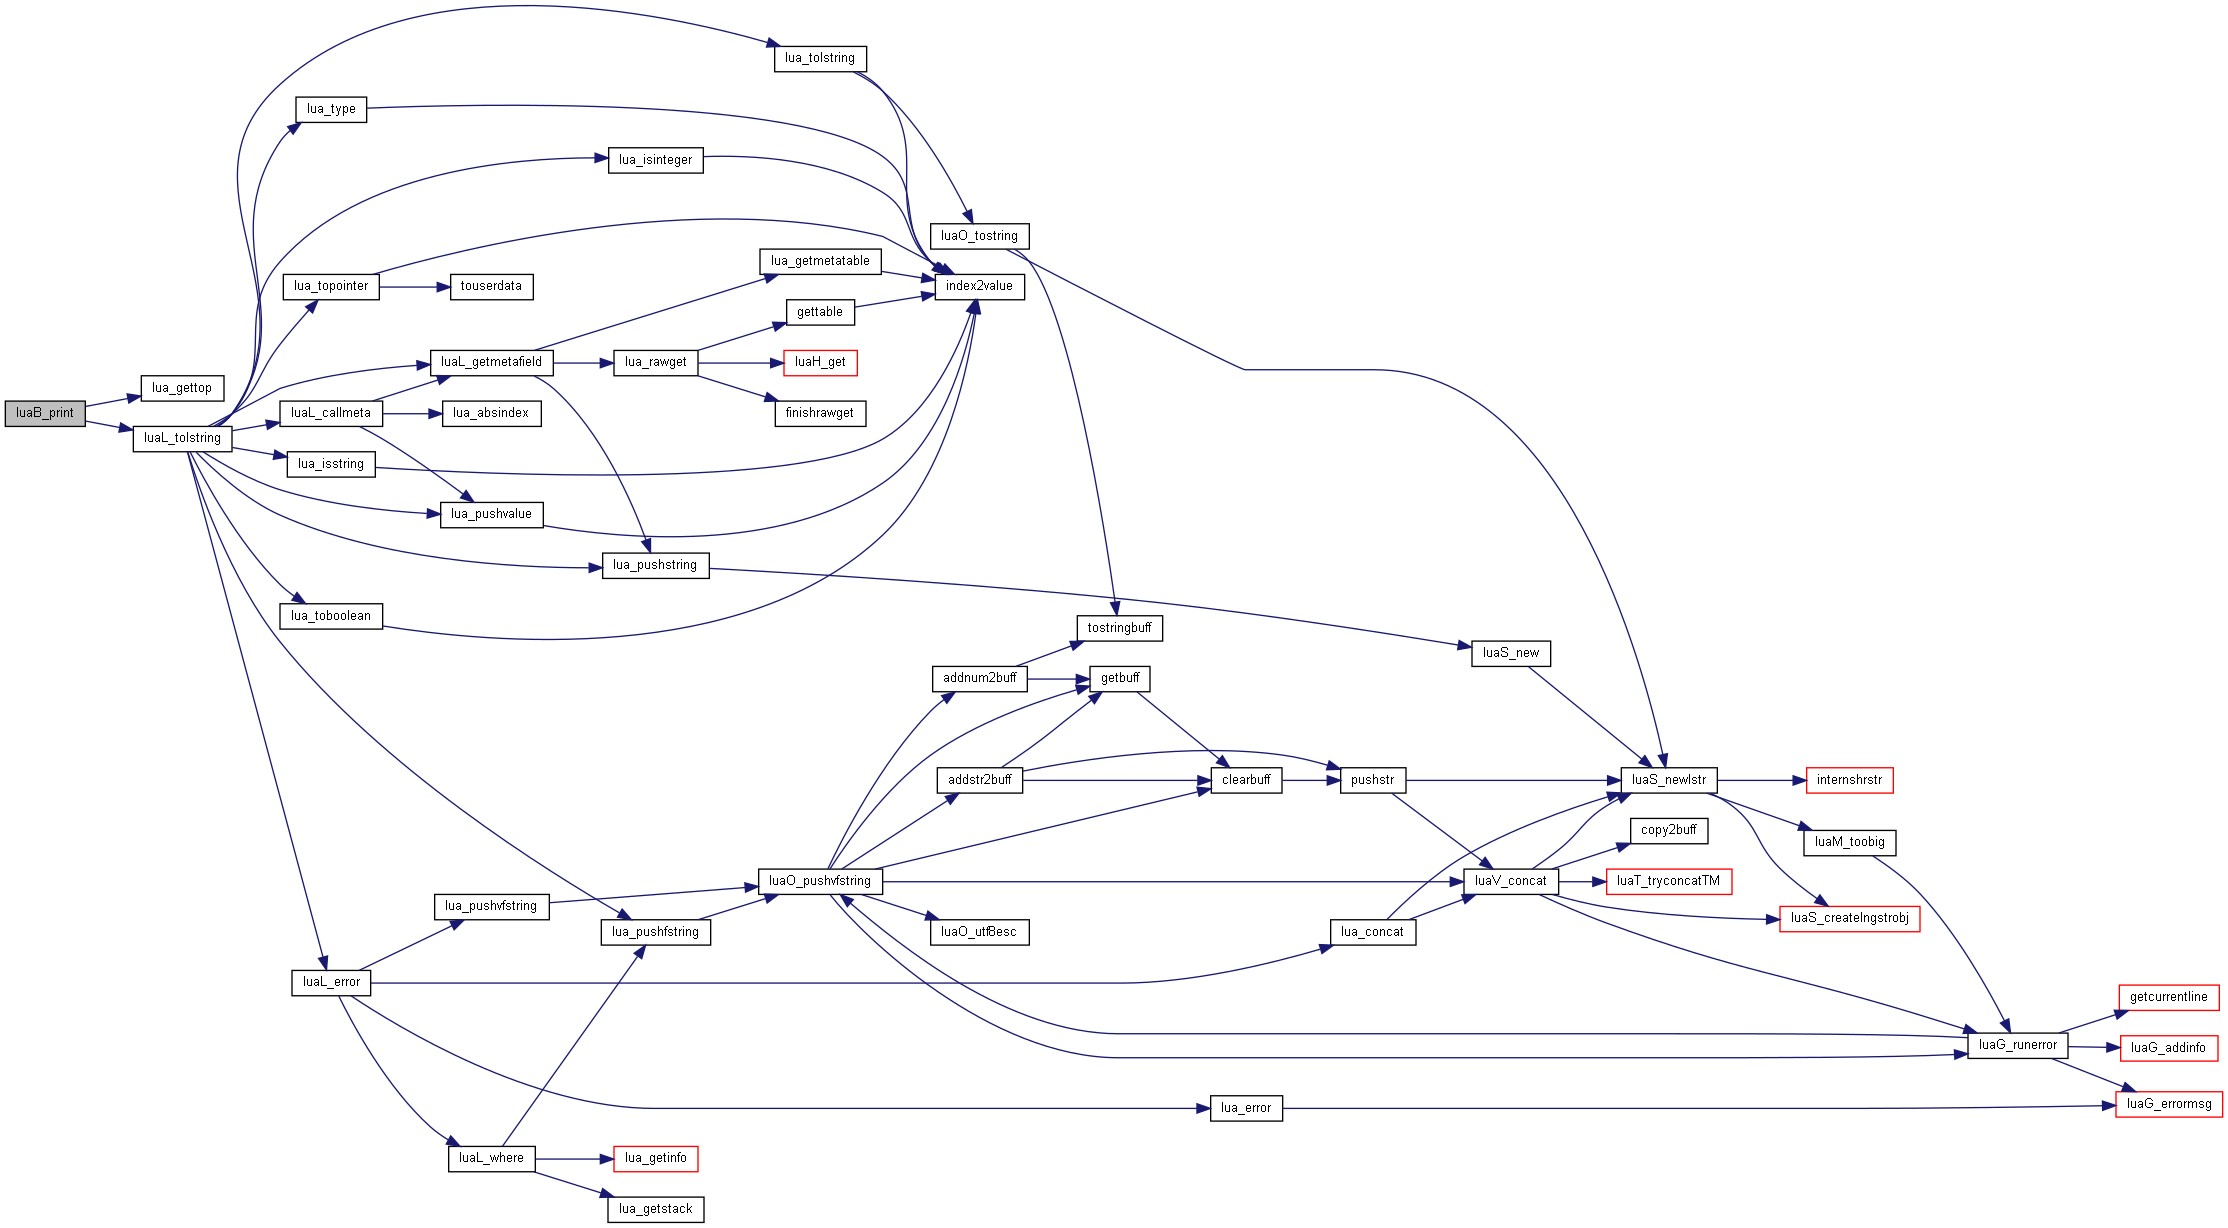 lua_tolstring
lua_type
lua_isinteger
luaO_tostring
lua_getmetatable
lua_topointer
touserdata
index2value
gettable
luaL_getmetafield
lua_rawget
luaH_get
lua_gettop
luaB_print
luaL_callmeta
lua_absindex
finishrawget
luaL_tolstring
lua_isstring
lua_pushvalue
lua_pushstring
lua_toboolean
tostringbuff
luaS_new
addnum2buff
getbuff
addstr2buff
clearbuff
pushstr
luaS_newlstr
internshrstr
copy2buff
luaM_toobig
luaO_pushvfstring
luaV_concat
luaT_tryconcatTM
lua_pushvfstring
luaS_createlngstrobj
lua_pushfstring
luaO_utf8esc
lua_concat
luaL_error
getcurrentline
luaG_runerror
luaG_addinfo
lua_error
luaG_errormsg
luaL_where
lua_getinfo
lua_getstack